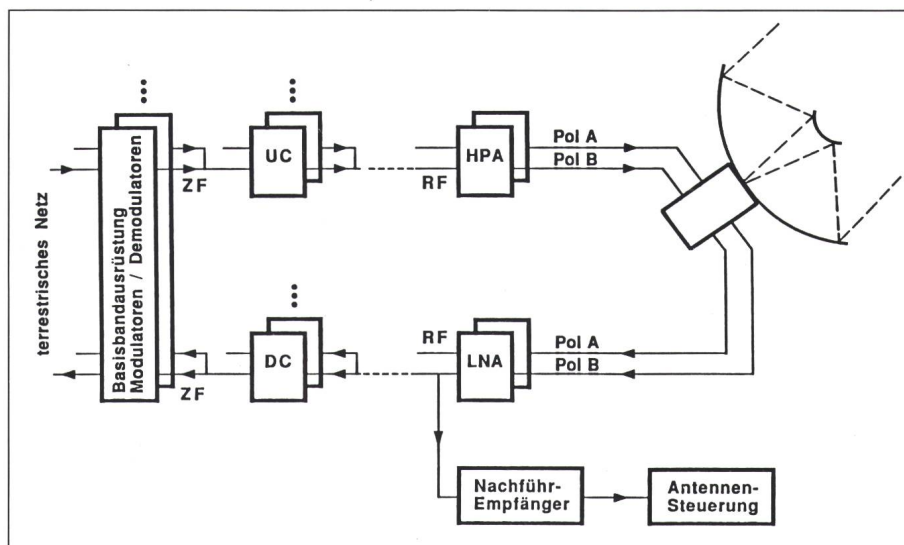 UC
HPA
Pol A
Pol B
ZF
RF
terrestrisches Netz
Basisbandausrüstung
Modulatoren / Demodulatoren
DC
RF
LNA
Pol A
Pol B
ZF
Nachführ-
Empfänger
Antennen-
Steuerung